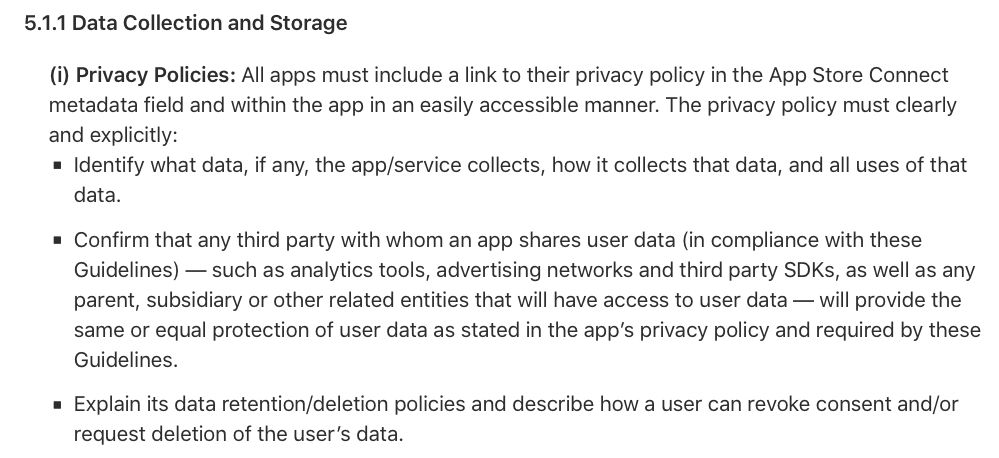 5.1.1 Data Collection and Storage
(i) Privacy Policies: All apps must include a link to their privacy policy in the App Store Connect
metadata field and within the app in an easily accessible manner. The privacy policy must clearly
and explicitly:
▪ Identify what data, if any, the app/service collects, how it collects that data, and all uses of that
data.
▪ Confirm that any third party with whom an app shares user data (in compliance with these
Guidelines) — such as analytics tools, advertising networks and third party SDKs, as well as any
parent, subsidiary or other related entities that will have access to user data — will provide the
same or equal protection of user data as stated in the app’s privacy policy and required by these
Guidelines.
▪ Explain its data retention/deletion policies and describe how a user can revoke consent and/or
request deletion of the user’s data.